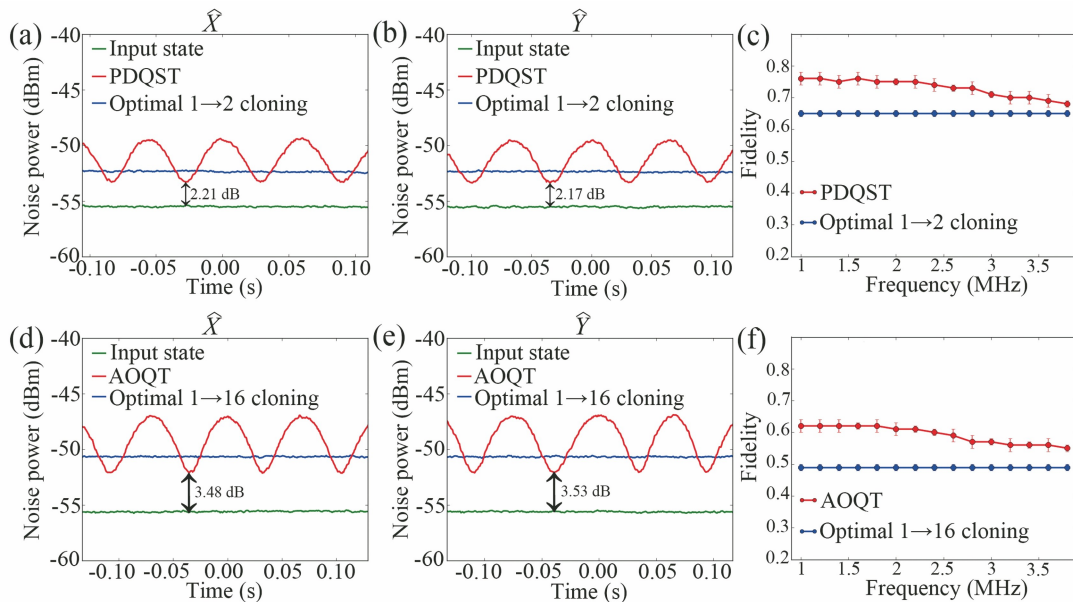 (a)
X̂
Noise power (dBm)
-40
-45
-50
-55
-60
Input state
PDQST
Optimal 1→2 cloning
2.21 dB
-0.10 -0.05 0.00 0.05 0.10
Time (s)
(b)
Ŷ
Noise power (dBm)
-40
-45
-50
-55
-60
Input state
PDQST
Optimal 1→2 cloning
2.17 dB
-0.10 -0.05 0.00 0.05 0.10
Time (s)
(c)
Fidelity
0.8
0.7
0.6
0.5
0.4
0.3
0.2
PDQST
Optimal 1→2 cloning
1 1.5 2 2.5 3 3.5
Frequency (MHz)
(d)
X̂
Noise power (dBm)
-40
-45
-50
-55
-60
Input state
AOQT
Optimal 1→16 cloning
3.48 dB
-0.10 -0.05 0.00 0.05 0.10
Time (s)
(e)
Ŷ
Noise power (dBm)
-40
-45
-50
-55
-60
Input state
AOQT
Optimal 1→16 cloning
3.53 dB
-0.10 -0.05 0.00 0.05 0.10
Time (s)
(f)
Fidelity
0.8
0.7
0.6
0.5
0.4
0.3
0.2
AOQT
Optimal 1→16 cloning
1 1.5 2 2.5 3 3.5
Frequency (MHz)